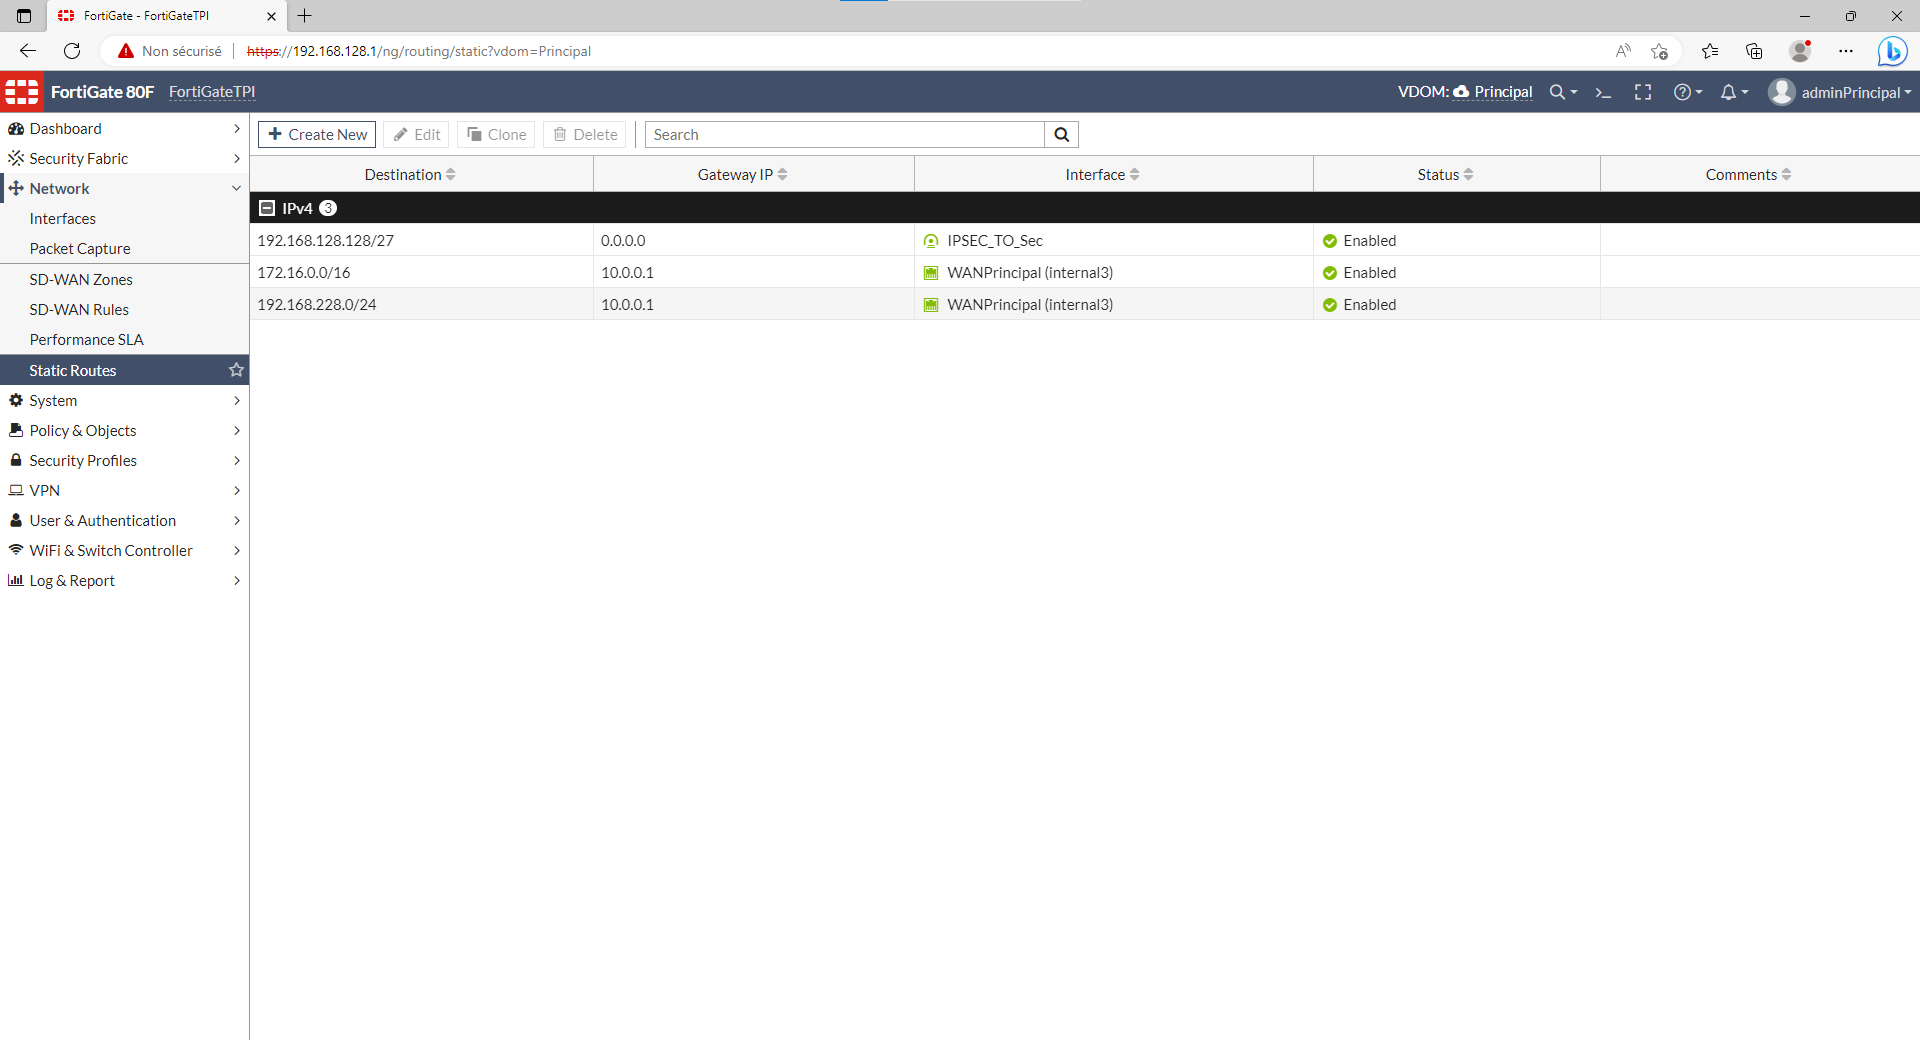 FortiGate - FortiGateTPI
Non sécurisé
https://192.168.128.1/ng/routing/static?vdom=Principal
FortiGate 80F
FortiGateTPI
VDOM: Principal
adminPrincipal
Dashboard
Security Fabric
Network
Interfaces
Packet Capture
SD-WAN Zones
SD-WAN Rules
Performance SLA
Static Routes
System
Policy & Objects
Security Profiles
VPN
User & Authentication
WiFi & Switch Controller
Log & Report
Create New Edit Clone Delete Search
Destination Gateway IP Interface Status Comments
IPv4 3
192.168.128.128/27 0.0.0.0 IPSEC_TO_Sec Enabled
172.16.0.0/16 10.0.0.1 WANPrincipal (internal3) Enabled
192.168.228.0/24 10.0.0.1 WANPrincipal (internal3) Enabled